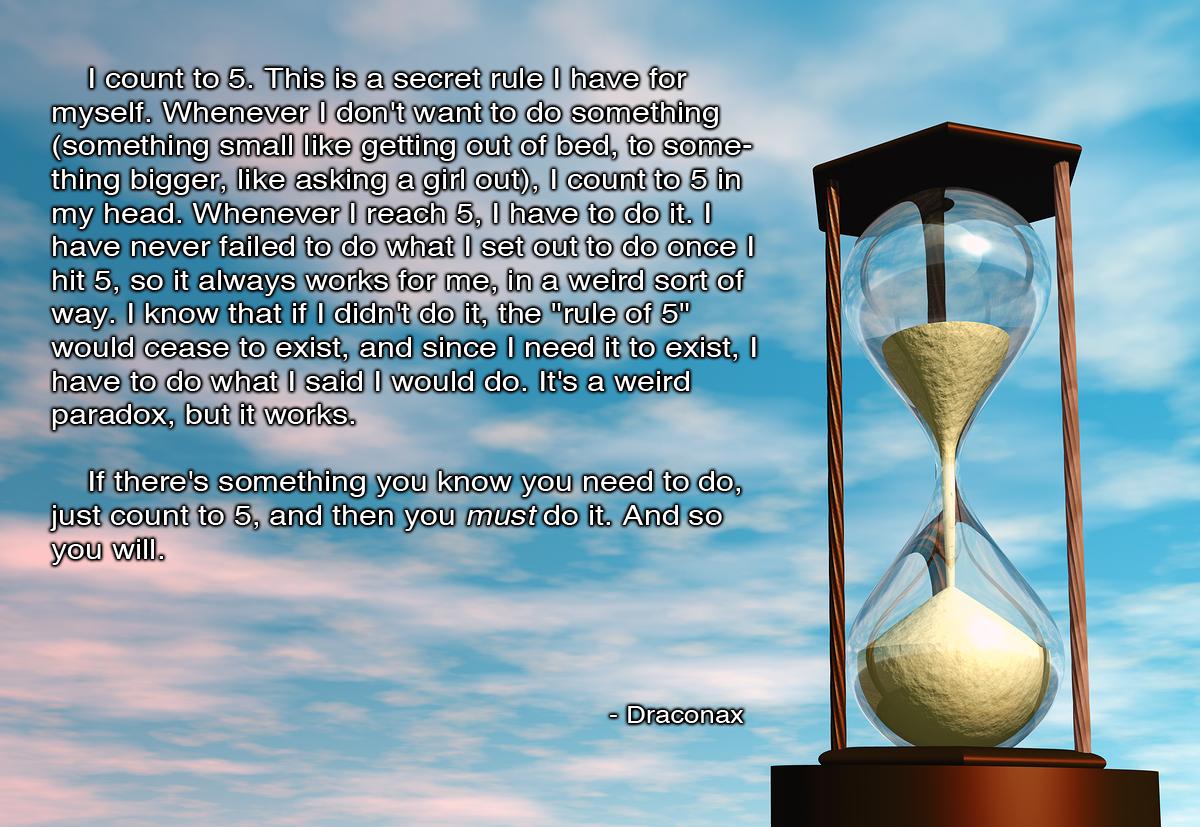 I count to 5. This is a secret rule I have for
myself. Whenever I don't want to do something
(something small like getting out of bed, to some-
thing bigger, like asking a girl out), I count to 5 in
my head. Whenever I reach 5, I have to do it. I
have never failed to do what I set out to do once I
hit 5, so it always works for me, in a weird sort of
way. I know that if I didn't do it, the "rule of 5"
would cease to exist, and since I need it to exist, I
have to do what I said I would do. It's a weird
paradox, but it works.
If there's something you know you need to do,
just count to 5, and then you must do it. And so
you will.
- Draconax